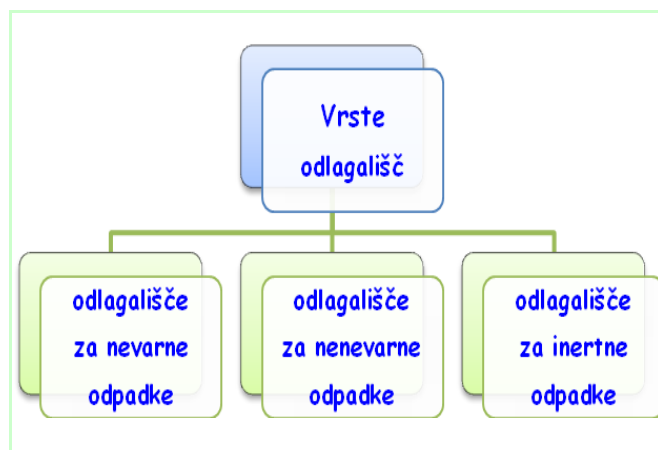 Vrste
odlagališč
odlagališče
za nevarne
odpadke
odlagališče
za nenevarne
odpadke
odlagališče
za inertne
odpadke